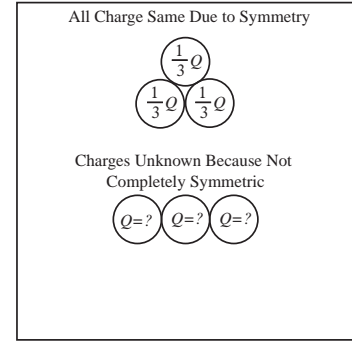 All Charge Same Due to Symmetry
1/3 Q
1/3 Q 1/3 Q
Charges Unknown Because Not
Completely Symmetric
Q=? Q=? Q=?